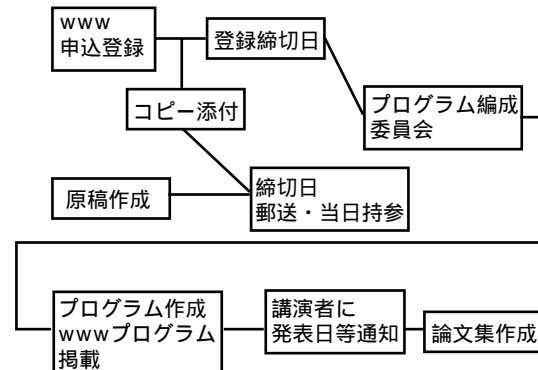 www
申込登録
登録締切日
コピー添付
プログラム編成
委員会
原稿作成
締切日
郵送・当日持参
プログラム作成
wwwプログラム
掲載
講演者に
発表日等通知
論文集作成